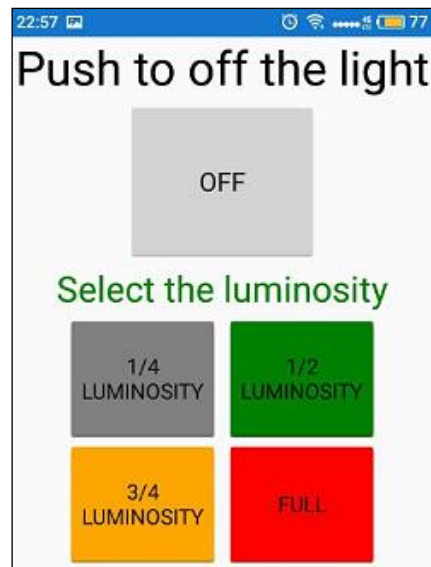 22:57 77
Push to off the light
OFF
Select the luminosity
1/4
LUMINOSITY
1/2
LUMINOSITY
3/4
LUMINOSITY
FULL